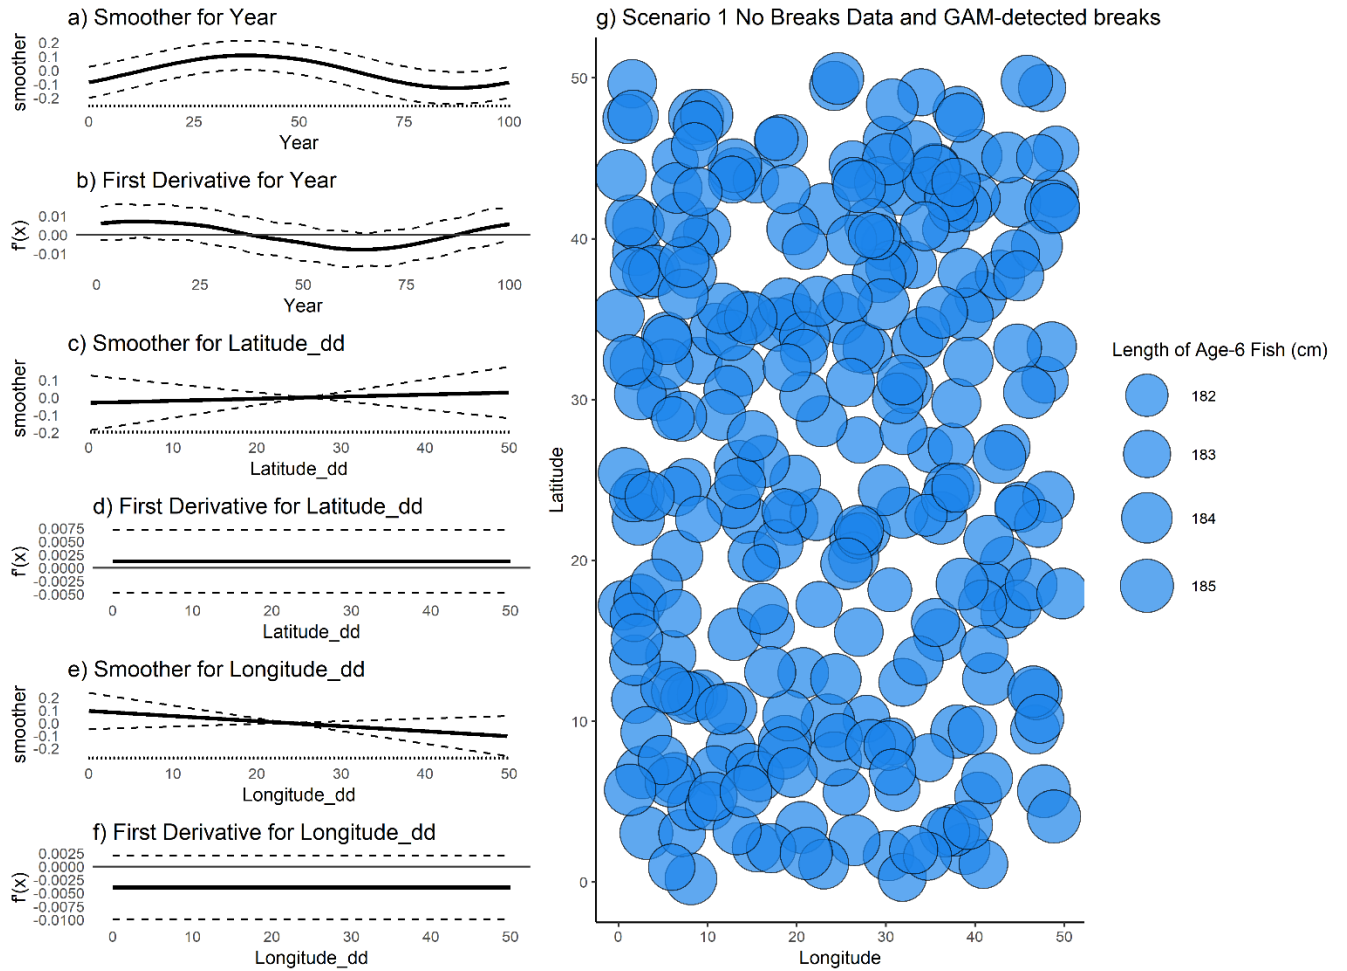 a) Smoother for Year
smoother
0.2
0.1
0.0
-0.1
-0.2
0 25 50 75 100
Year
b) First Derivative for Year
f'(x)
0.01
0.00
-0.01
0 25 50 75 100
Year
c) Smoother for Latitude_dd
smoother
0.1
0.0
-0.1
-0.2
0 10 20 30 40 50
Latitude_dd
d) First Derivative for Latitude_dd
f'(x)
0.0075
0.0050
0.0025
0.0000
-0.0025
-0.0050
0 10 20 30 40 50
Latitude_dd
e) Smoother for Longitude_dd
smoother
0.2
0.1
0.0
-0.1
-0.2
0 10 20 30 40 50
Longitude_dd
f) First Derivative for Longitude_dd
f'(x)
0.0025
0.0000
-0.0025
-0.0050
-0.0075
-0.0100
0 10 20 30 40 50
Longitude_dd
g) Scenario 1 No Breaks Data and GAM-detected breaks
Latitude
50
40
30
20
10
0
0 10 20 30 40 50
Longitude
Length of Age-6 Fish (cm)
182
183
184
185